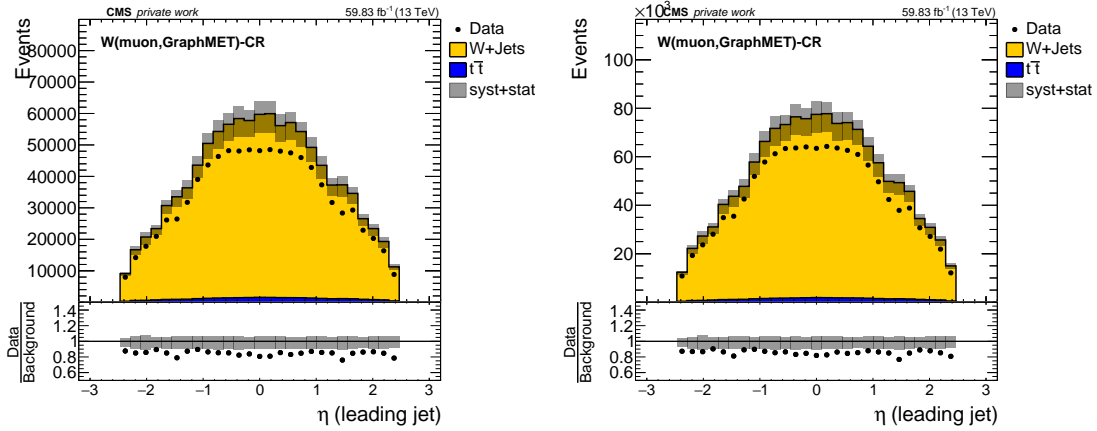 CMS private work 59.83 fb⁻¹ (13 TeV)
W(muon,GraphMET)-CR
Events
80000
70000
60000
50000
40000
30000
20000
10000
Data
W+Jets
tt̅
syst+stat
Data
Background
1.4
1.2
1
0.8
0.6
−3 −2 −1 0 1 2 3
η (leading jet)
×10³
CMS private work 59.83 fb⁻¹ (13 TeV)
W(muon,GraphMET)-CR
Events
100
80
60
40
20
Data
W+Jets
tt̅
syst+stat
Data
Background
1.4
1.2
1
0.8
0.6
−3 −2 −1 0 1 2 3
η (leading jet)